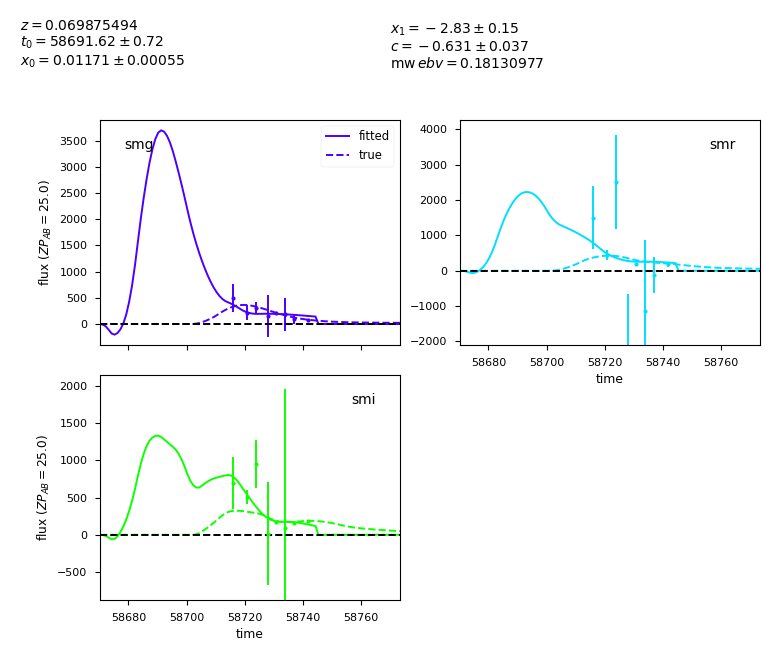 z = 0.069875494
t₀ = 58691.62 ± 0.72
x₀ = 0.01171 ± 0.00055
x₁ = −2.83 ± 0.15
c = −0.631 ± 0.037
mw ebv = 0.18130977
smg
fitted
true
3500
3000
2500
2000
1500
1000
500
0
flux (ZP_AB = 25.0)
smr
4000
3000
2000
1000
0
−1000
−2000
58680 58700 58720 58740 58760
time
smi
2000
1500
1000
500
0
−500
flux (ZP_AB = 25.0)
58680 58700 58720 58740 58760
time